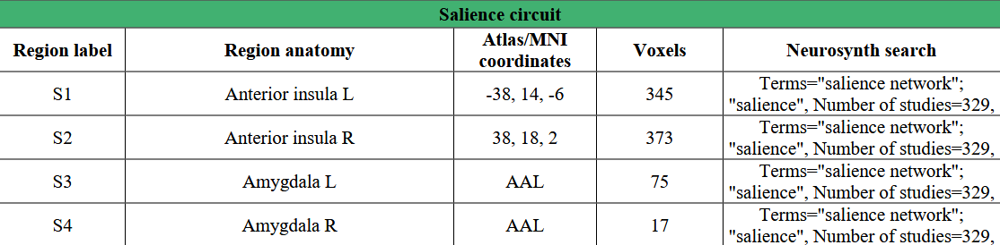 Salience circuit
Region label Region anatomy Atlas/MNI coordinates Voxels Neurosynth search
S1 Anterior insula L -38, 14, -6 345 Terms="salience network"; "salience", Number of studies=329,
S2 Anterior insula R 38, 18, 2 373 Terms="salience network"; "salience", Number of studies=329,
S3 Amygdala L AAL 75 Terms="salience network"; "salience", Number of studies=329,
S4 Amygdala R AAL 17 Terms="salience network"; "salience", Number of studies=329,